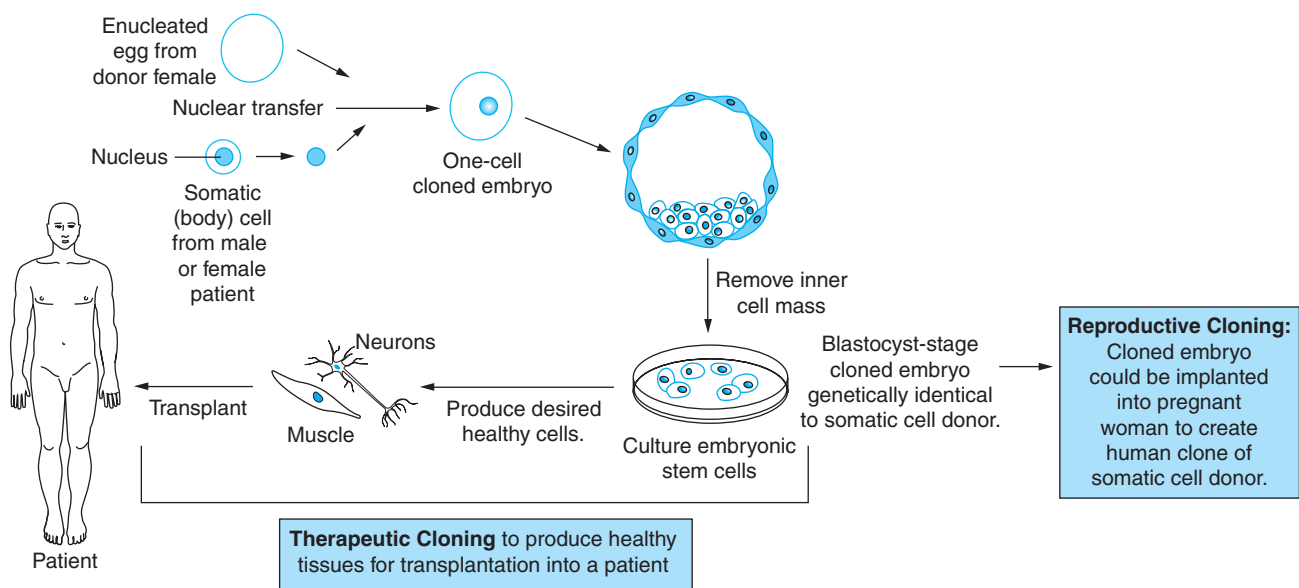 Enucleated
egg from
donor female
Nuclear transfer
Nucleus
Somatic
(body) cell
from male
or female
patient
One-cell
cloned embryo
Remove inner
cell mass
Blastocyst-stage
cloned embryo
genetically identical
to somatic cell donor.
Reproductive Cloning:
Cloned embryo
could be implanted
into pregnant
woman to create
human clone of
somatic cell donor.
Culture embryonic
stem cells
Produce desired
healthy cells.
Neurons
Muscle
Transplant
Patient
Therapeutic Cloning to produce healthy
tissues for transplantation into a patient